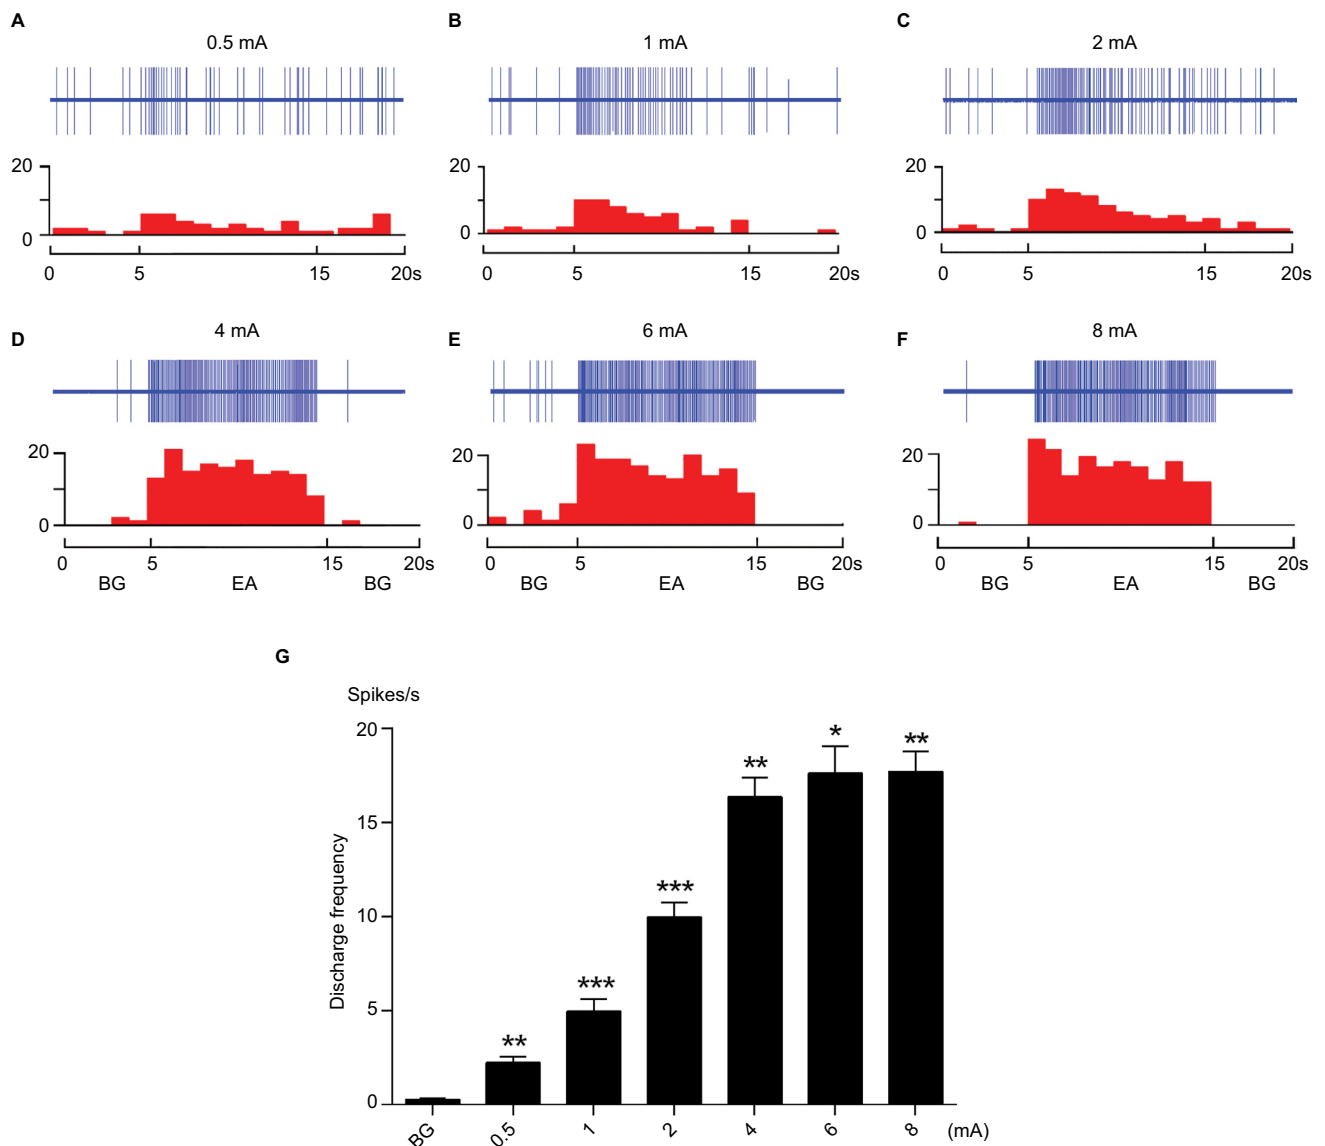 A B C
0.5 mA 1 mA 2 mA
20 20 20
0 0 0
0 5 15 20s 0 5 15 20s 0 5 15 20s
D 4 mA E 6 mA F 8 mA
20 20 20
0 0 0
0 5 15 20s 0 5 15 20s 0 5 15 20s
BG EA BG BG EA BG BG EA BG
G
Spikes/s
Discharge frequency
20
**
*
**
15
***
10
***
5
**
0
BG 0.5 1 2 4 6 8 (mA)